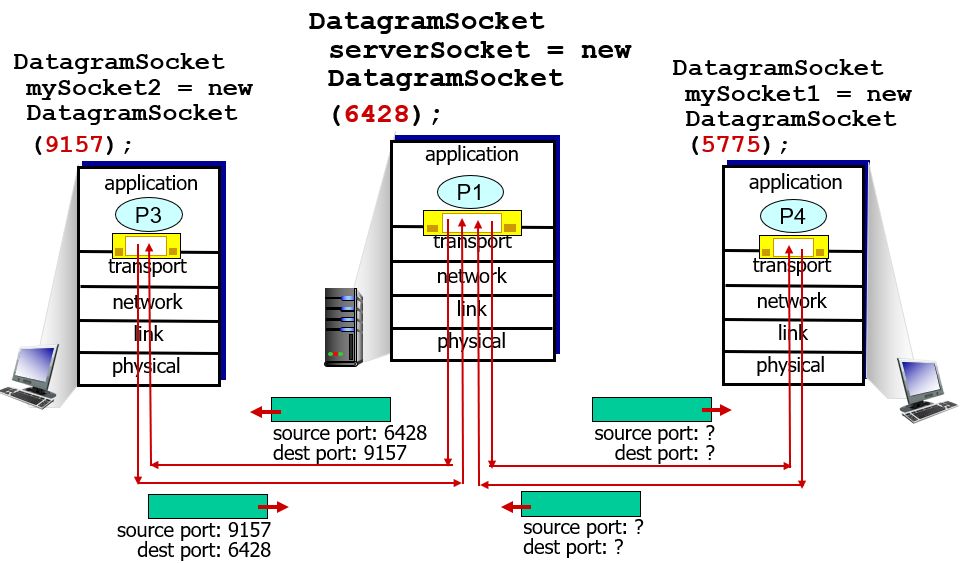 DatagramSocket
serverSocket = new
DatagramSocket
(6428);
DatagramSocket
mySocket2 = new
DatagramSocket
(9157);
DatagramSocket
mySocket1 = new
DatagramSocket
(5775);
application
P3
transport
network
link
physical
application
P1
transport
network
link
physical
application
P4
transport
network
link
physical
source port: 6428
dest port: 9157
source port: ?
dest port: ?
source port: 9157
dest port: 6428
source port: ?
dest port: ?